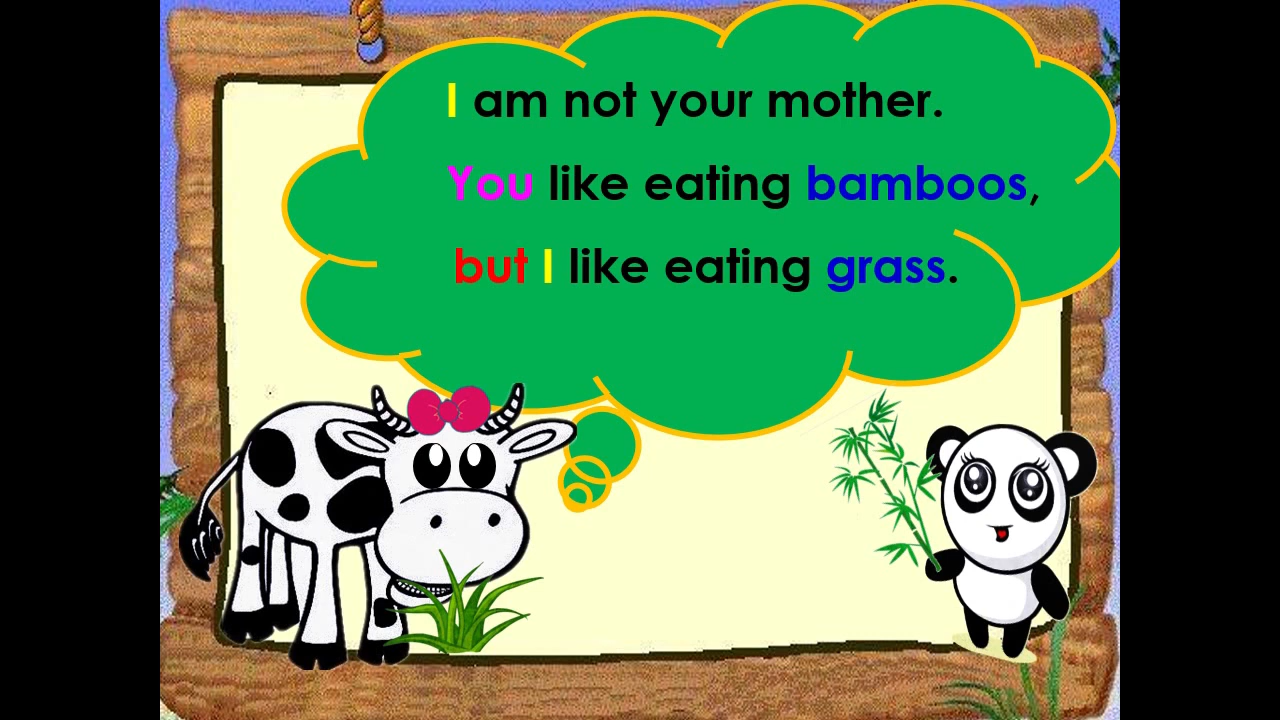 I am not your mother.
You like eating bamboos,
but I like eating grass.